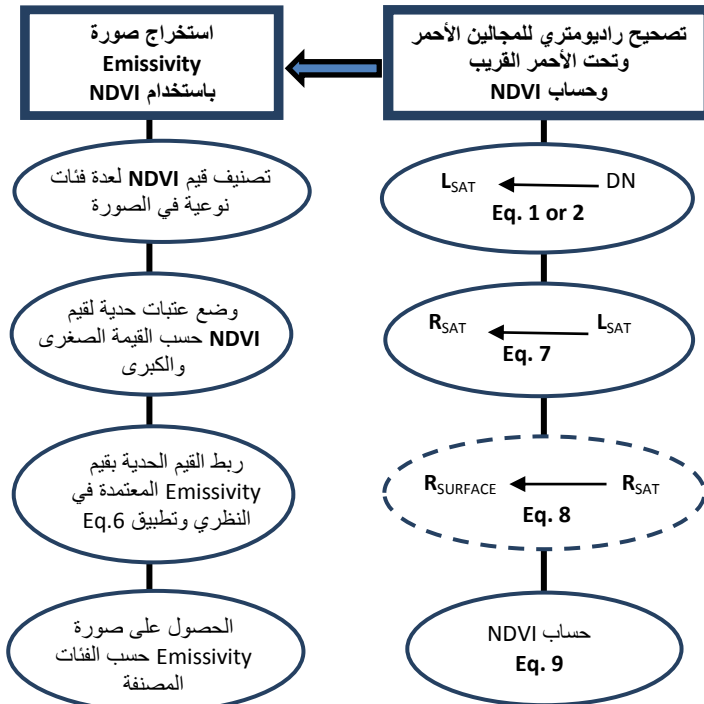 تصحيح راديومتري للمجالين الأحمر
وتحت الأحمر القريب
وحساب NDVI
DN
L_SAT
Eq. 1 or 2
L_SAT
R_SAT
Eq. 7
R_SAT
R_SURFACE
Eq. 8
حساب NDVI
Eq. 9
استخراج صورة
Emissivity
باستخدام NDVI
تصنيف قيم NDVI لعدة فئات
نوعية في الصورة
وضع عتبات حدية لقيم
NDVI حسب القيمة الصغرى
والكبرى
ربط القيم الحدية بقيم
Emissivity المعتمدة في
النظري وتطبيق Eq.6
الحصول على صورة
Emissivity حسب الفئات
المصنفة